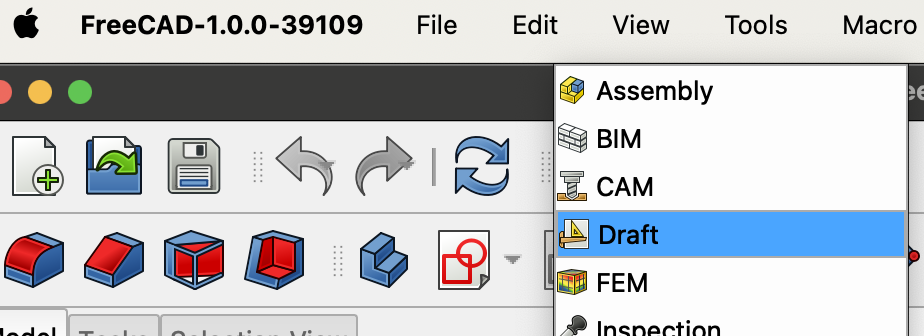 FreeCAD-1.0.0-39109 File Edit View Tools Macro
Assembly
BIM
CAM
Draft
FEM
Inspection
Model Tasks Selection View